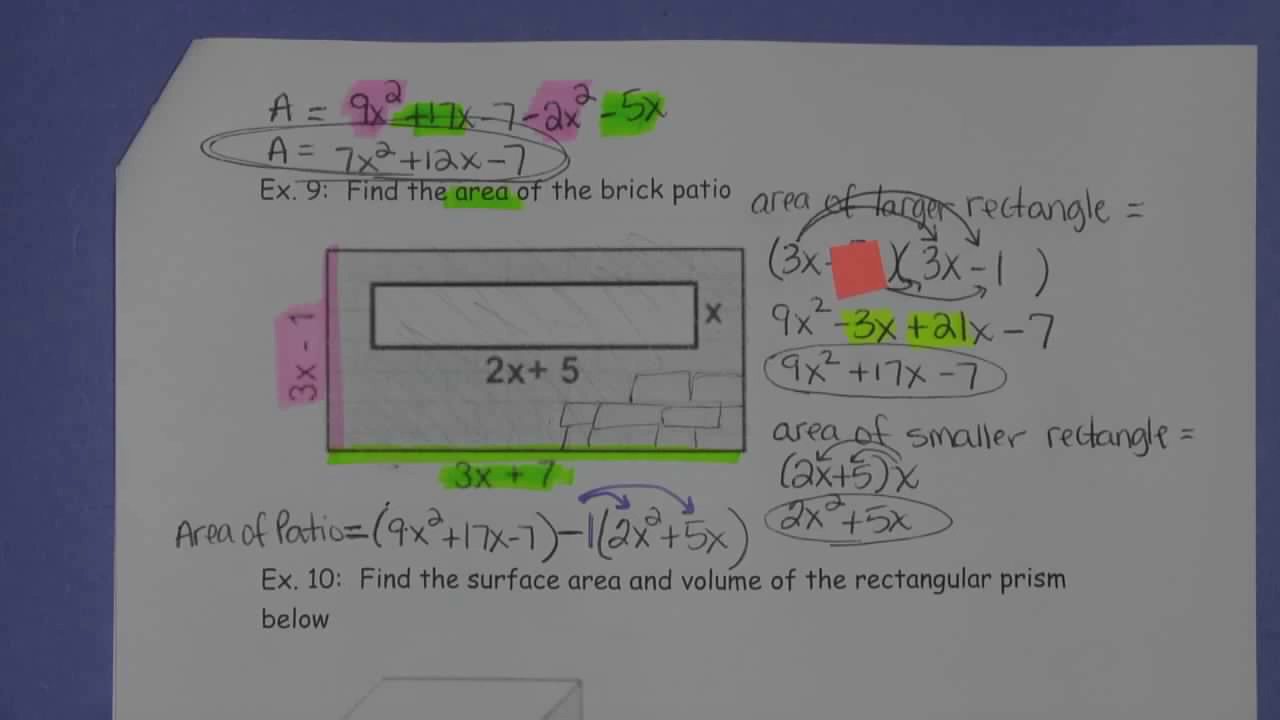 A = 9x²+17x-7-2x²-5x
A = 7x²+12x-7
Ex. 9: Find the area of the brick patio
area of larger rectangle =
(3x )(3x-1 )
9x²-3x+21x-7
9x²+17x-7
3x - 1
x
2x+ 5
3x + 7
area of smaller rectangle =
(2x+5)x
2x²+5x
Area of Patio=(9x²+17x-7)-1(2x²+5x)
Ex. 10: Find the surface area and volume of the rectangular prism
below